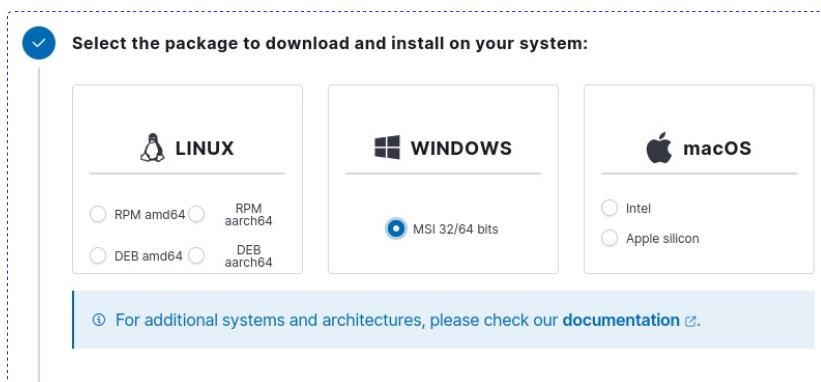 Select the package to download and install on your system:
LINUX
RPM amd64
RPM
aarch64
DEB amd64
DEB
aarch64
WINDOWS
MSI 32/64 bits
macOS
Intel
Apple silicon
For additional systems and architectures, please check our documentation.